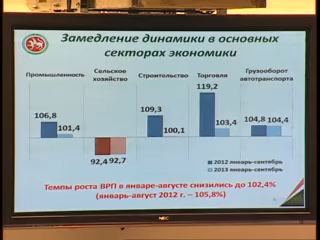 Замедление динамики в основных
секторах экономики
Промышленность
Сельское
хозяйство
Строительство
Торговля
Грузооборот
автотранспорта
106,8
101,4
92,4
92,7
109,3
100,1
119,2
103,4
104,8
104,4
2012 январь-сентябрь
2013 январь-сентябрь
Темпы роста ВРП в январе-августе снизились до 102,4%
(январь-август 2012 г. – 105,8%)
NEC